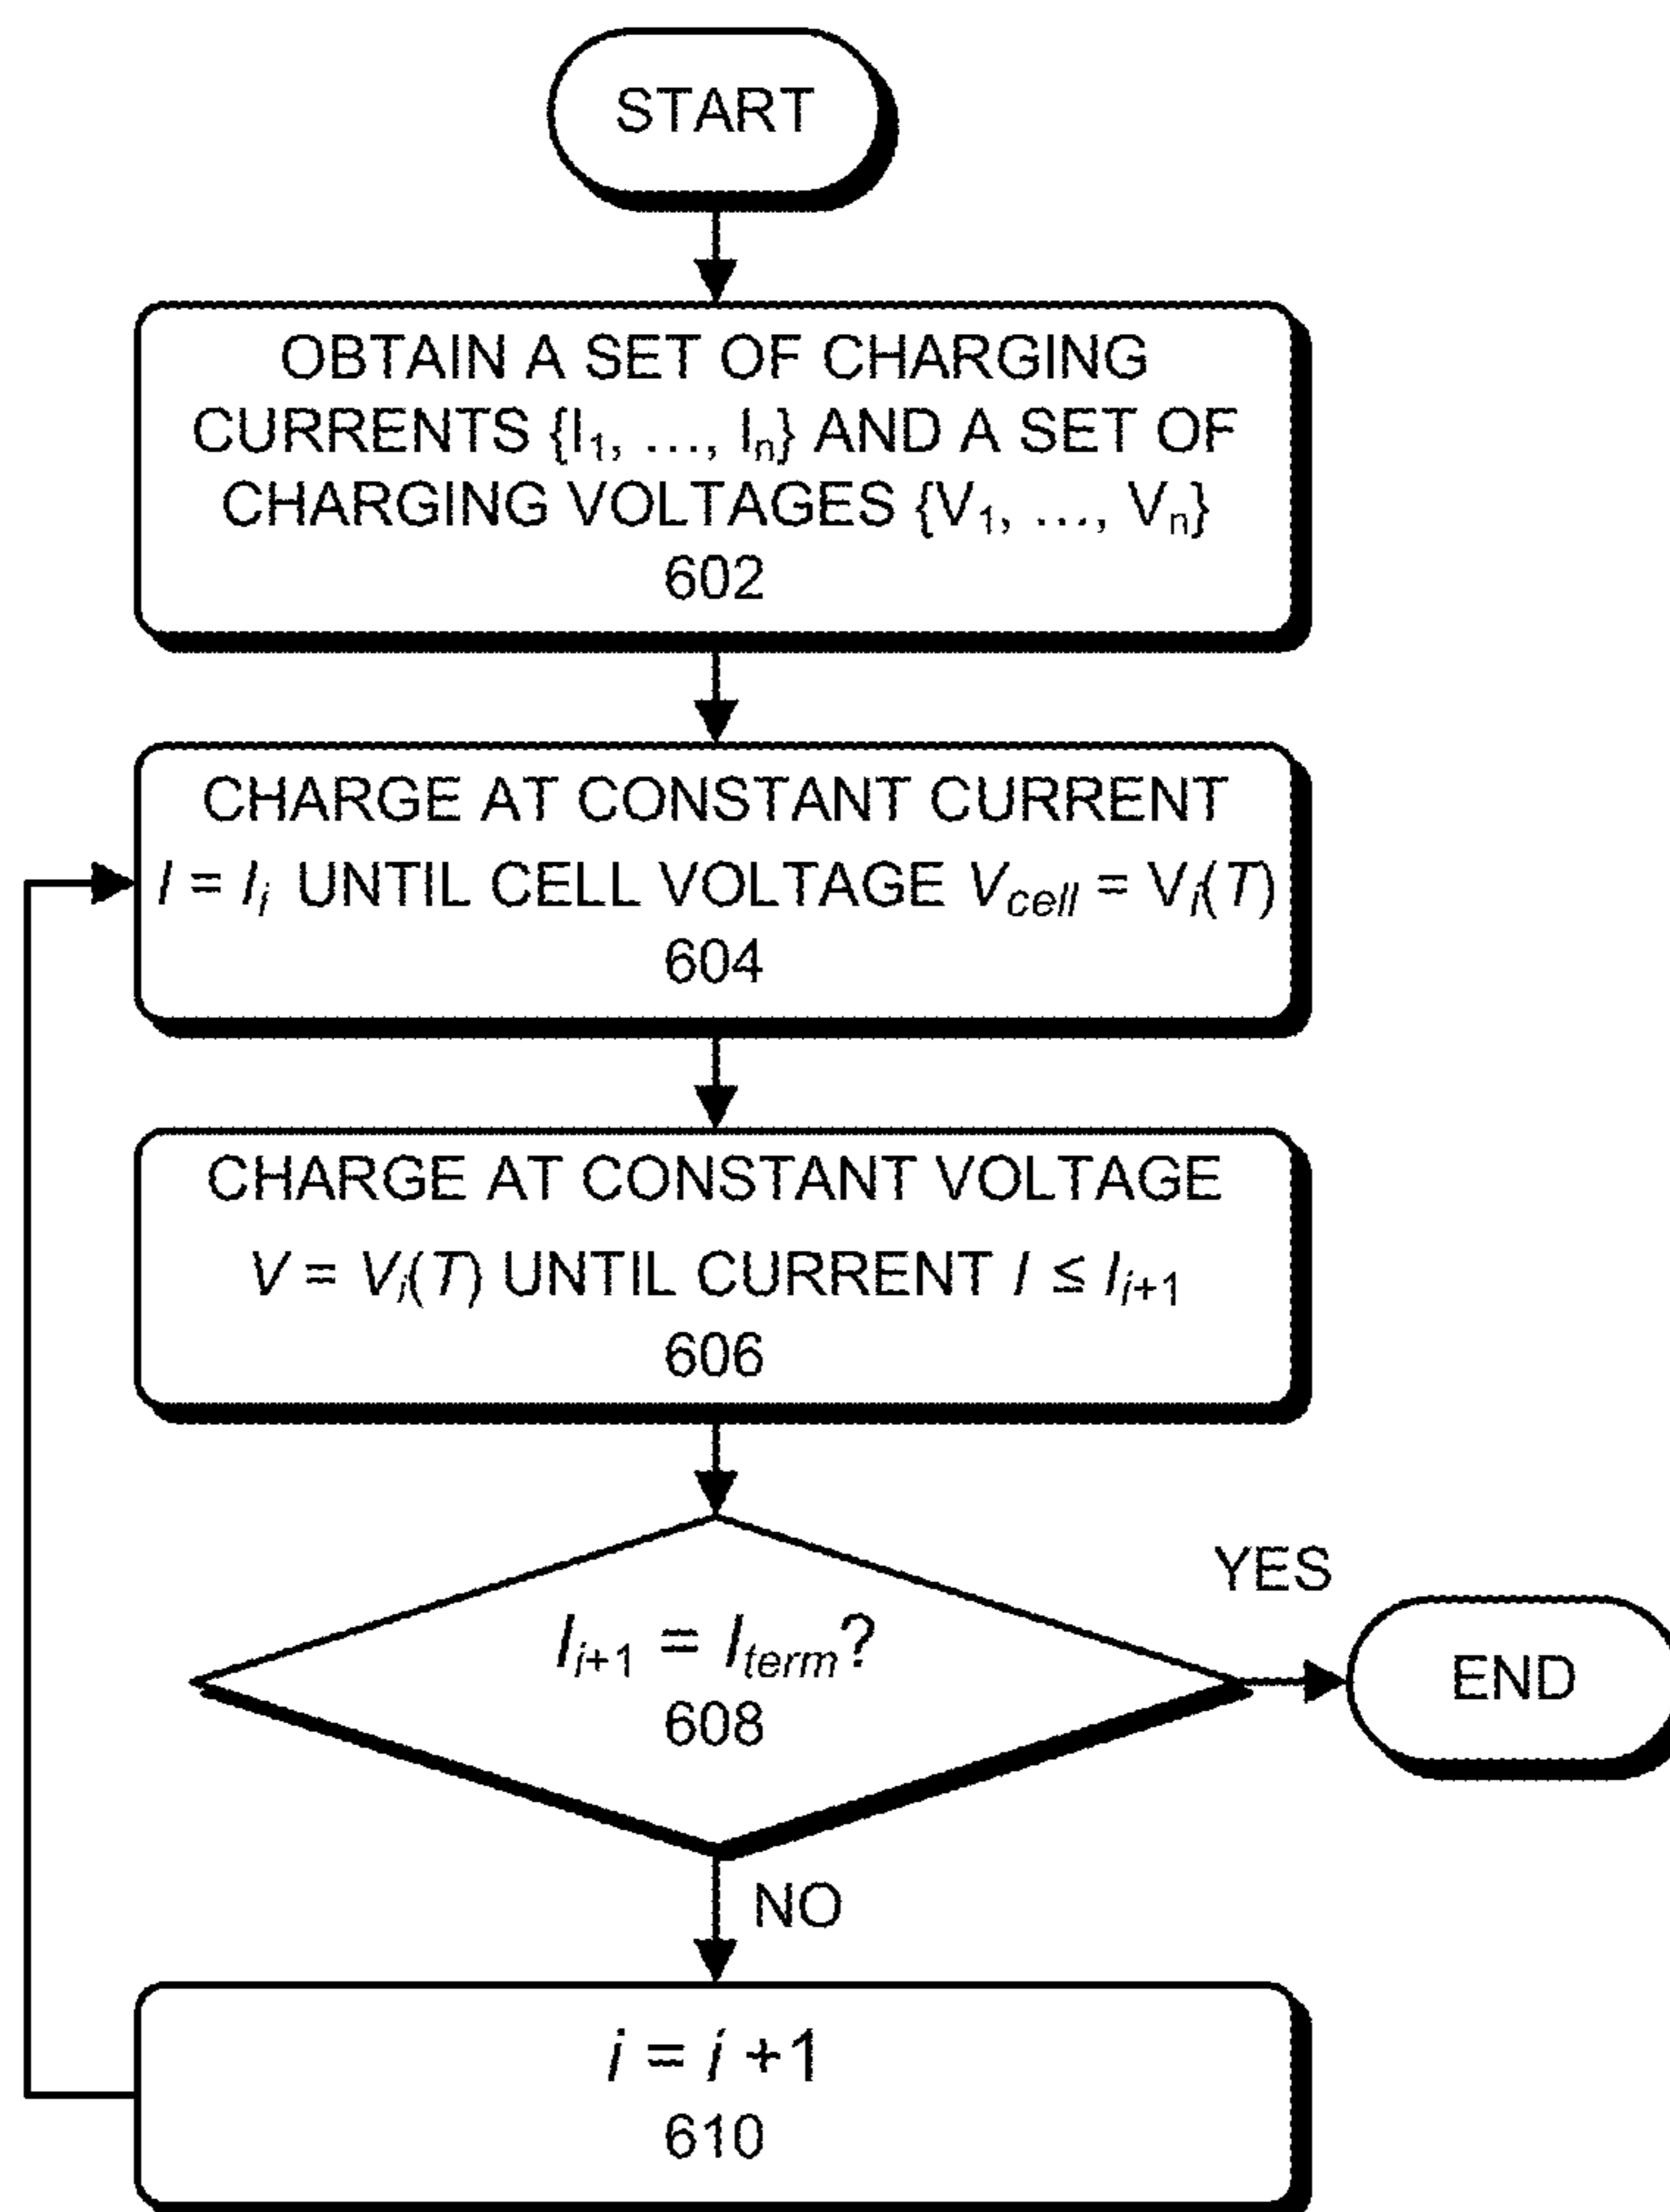 START
OBTAIN A SET OF CHARGING
CURRENTS {I₁, ..., Iₙ} AND A SET OF
CHARGING VOLTAGES {V₁, ..., Vₙ}
602
CHARGE AT CONSTANT CURRENT
I = Iᵢ UNTIL CELL VOLTAGE V_cell = Vᵢ(T)
604
CHARGE AT CONSTANT VOLTAGE
V = Vᵢ(T) UNTIL CURRENT I ≤ Iᵢ₊₁
606
YES
Iᵢ₊₁ = I_term?
608
END
NO
i = i +1
610